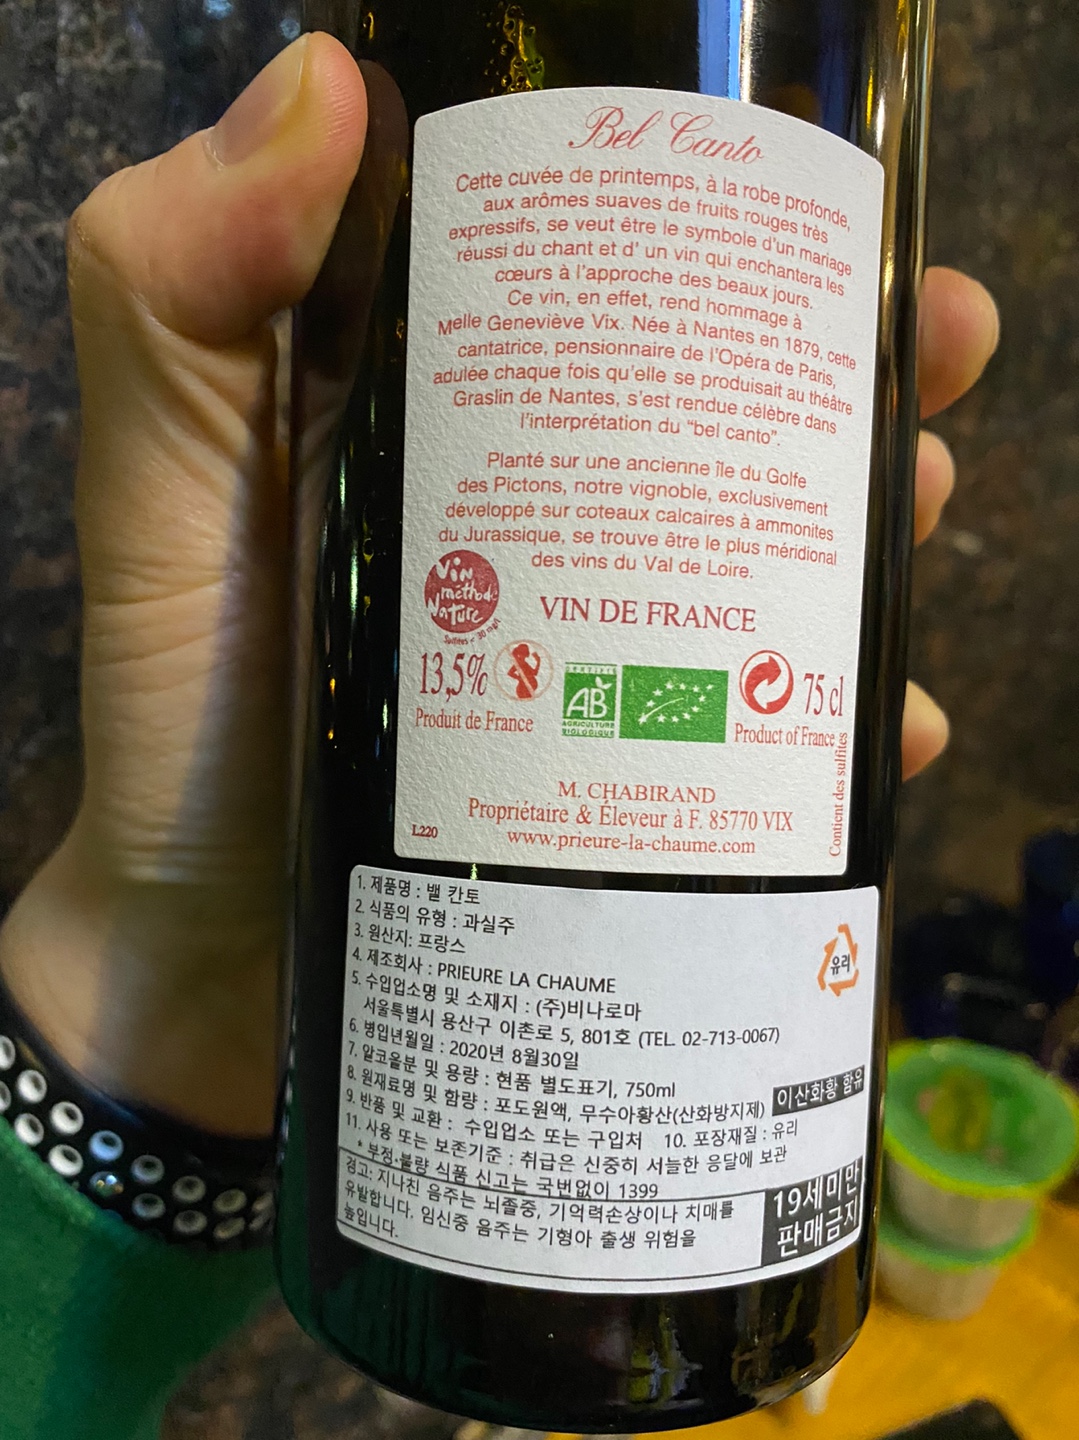 Bel Canto
Cette cuvée de printemps, à la robe profonde,
aux arômes suaves de fruits rouges très
expressifs, se veut être le symbole d'un mariage
réussi du chant et d' un vin qui enchantera les
cœurs à l'approche des beaux jours.
Ce vin, en effet, rend hommage à
Melle Geneviève Vix. Née à Nantes en 1879, cette
cantatrice, pensionnaire de l'Opéra de Paris,
adulée chaque fois qu'elle se produisait au théâtre
Graslin de Nantes, s'est rendue célèbre dans
l'interprétation du "bel canto".
Planté sur une ancienne île du Golfe
des Pictons, notre vignoble, exclusivement
développé sur coteaux calcaires à ammonites
du Jurassique, se trouve être le plus méridional
des vins du Val de Loire.
Vin
méthode
Nature
Sulfites < 30 mg/l
VIN DE FRANCE
13,5%
Produit de France
CERTIFIÉ
AB
AGRICULTURE
BIOLOGIQUE
75 cl
Product of France
Contient des sulfites
M. CHABIRAND
Propriétaire & Éleveur à F. 85770 VIX
www.prieure-la-chaume.com
L220
1. 제품명 : 밸 칸토
2. 식품의 유형 : 과실주
3. 원산지: 프랑스
4. 제조회사 : PRIEURE LA CHAUME
5. 수입업소명 및 소재지 : (주)비나로마
서울특별시 용산구 이촌로 5, 801호 (TEL. 02-713-0067)
6. 병입년월일 : 2020년 8월30일
7. 알코올분 및 용량 : 현품 별도표기, 750ml
8. 원재료명 및 함량 : 포도원액, 무수아황산(산화방지제)
이산화황 함유
9. 반품 및 교환 : 수입업소 또는 구입처 10. 포장재질 : 유리
11. 사용 또는 보존기준 : 취급은 신중히 서늘한 응달에 보관
* 부정.불량 식품 신고는 국번없이 1399
유리
경고: 지나친 음주는 뇌졸중, 기억력손상이나 치매를
유발합니다. 임신중 음주는 기형아 출생 위험을
높입니다.
19세미만
판매금지